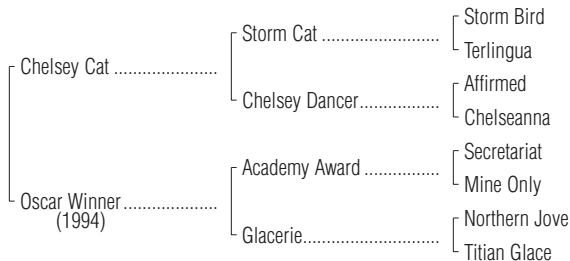 Storm Bird
Storm Cat ........................
Terlingua
Chelsey Cat .....................
Affirmed
Chelsey Dancer ................
Chelseanna
Secretariat
Academy Award ...............
Mine Only
Oscar Winner ...................
(1994)
Northern Jove
Glacerie ...........................
Titian Glace